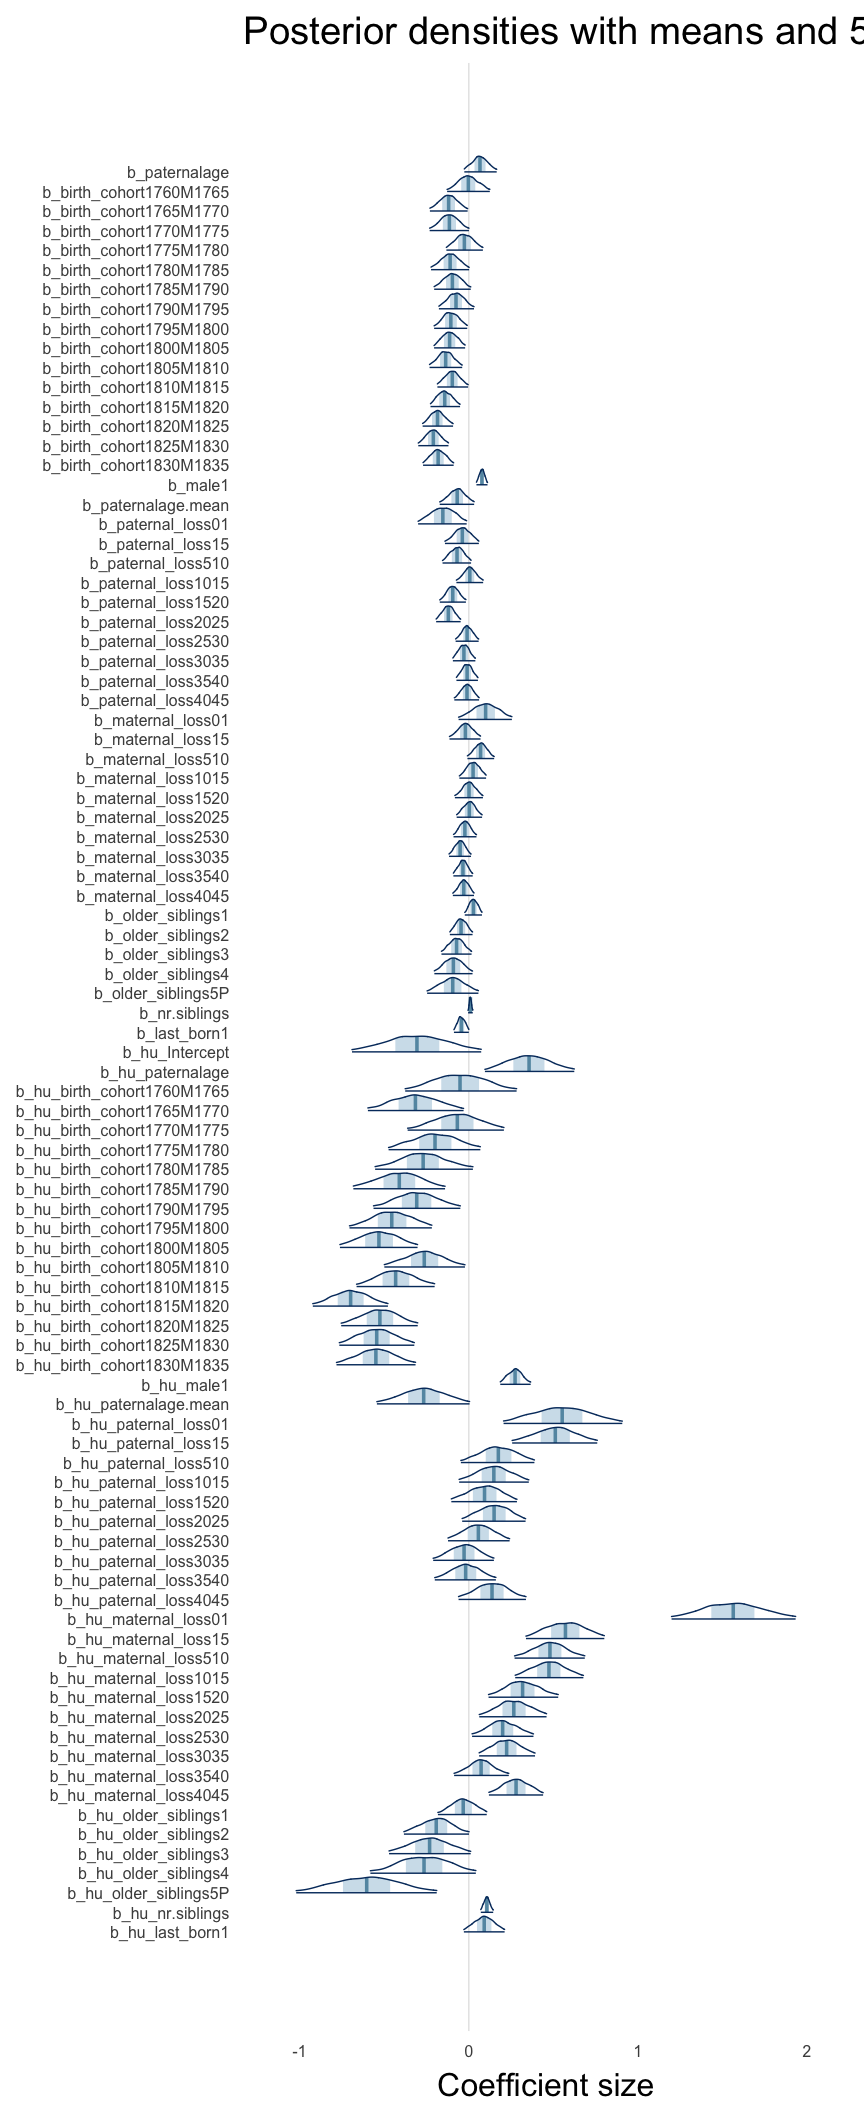 Posterior densities with means and 5
b_paternalage
b_birth_cohort1760M1765
b_birth_cohort1765M1770
b_birth_cohort1770M1775
b_birth_cohort1775M1780
b_birth_cohort1780M1785
b_birth_cohort1785M1790
b_birth_cohort1790M1795
b_birth_cohort1795M1800
b_birth_cohort1800M1805
b_birth_cohort1805M1810
b_birth_cohort1810M1815
b_birth_cohort1815M1820
b_birth_cohort1820M1825
b_birth_cohort1825M1830
b_birth_cohort1830M1835
b_male1
b_paternalage.mean
b_paternal_loss01
b_paternal_loss15
b_paternal_loss510
b_paternal_loss1015
b_paternal_loss1520
b_paternal_loss2025
b_paternal_loss2530
b_paternal_loss3035
b_paternal_loss3540
b_paternal_loss4045
b_maternal_loss01
b_maternal_loss15
b_maternal_loss510
b_maternal_loss1015
b_maternal_loss1520
b_maternal_loss2025
b_maternal_loss2530
b_maternal_loss3035
b_maternal_loss3540
b_maternal_loss4045
b_older_siblings1
b_older_siblings2
b_older_siblings3
b_older_siblings4
b_older_siblings5P
b_nr.siblings
b_last_born1
b_hu_Intercept
b_hu_paternalage
b_hu_birth_cohort1760M1765
b_hu_birth_cohort1765M1770
b_hu_birth_cohort1770M1775
b_hu_birth_cohort1775M1780
b_hu_birth_cohort1780M1785
b_hu_birth_cohort1785M1790
b_hu_birth_cohort1790M1795
b_hu_birth_cohort1795M1800
b_hu_birth_cohort1800M1805
b_hu_birth_cohort1805M1810
b_hu_birth_cohort1810M1815
b_hu_birth_cohort1815M1820
b_hu_birth_cohort1820M1825
b_hu_birth_cohort1825M1830
b_hu_birth_cohort1830M1835
b_hu_male1
b_hu_paternalage.mean
b_hu_paternal_loss01
b_hu_paternal_loss15
b_hu_paternal_loss510
b_hu_paternal_loss1015
b_hu_paternal_loss1520
b_hu_paternal_loss2025
b_hu_paternal_loss2530
b_hu_paternal_loss3035
b_hu_paternal_loss3540
b_hu_paternal_loss4045
b_hu_maternal_loss01
b_hu_maternal_loss15
b_hu_maternal_loss510
b_hu_maternal_loss1015
b_hu_maternal_loss1520
b_hu_maternal_loss2025
b_hu_maternal_loss2530
b_hu_maternal_loss3035
b_hu_maternal_loss3540
b_hu_maternal_loss4045
b_hu_older_siblings1
b_hu_older_siblings2
b_hu_older_siblings3
b_hu_older_siblings4
b_hu_older_siblings5P
b_hu_nr.siblings
b_hu_last_born1
-1 0 1 2
Coefficient size